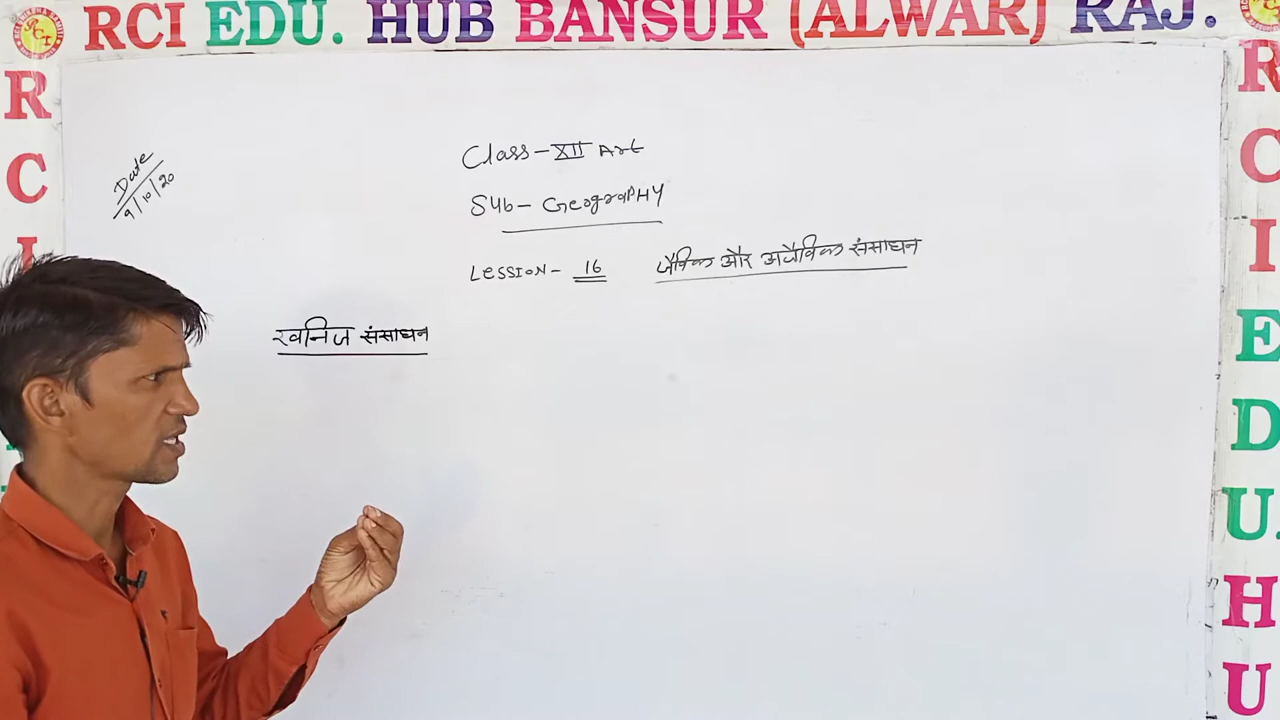 RCI EDU. HUB BANSUR (ALWAR) RAJ.
R
C
I
R
C
I
E
D
U.
H
U
Date
9/10/20
Class-XII Art
Sub- GeograPHY
Lession- 16 जैविक और अजैविक संसाधन
खनिज संसाधन